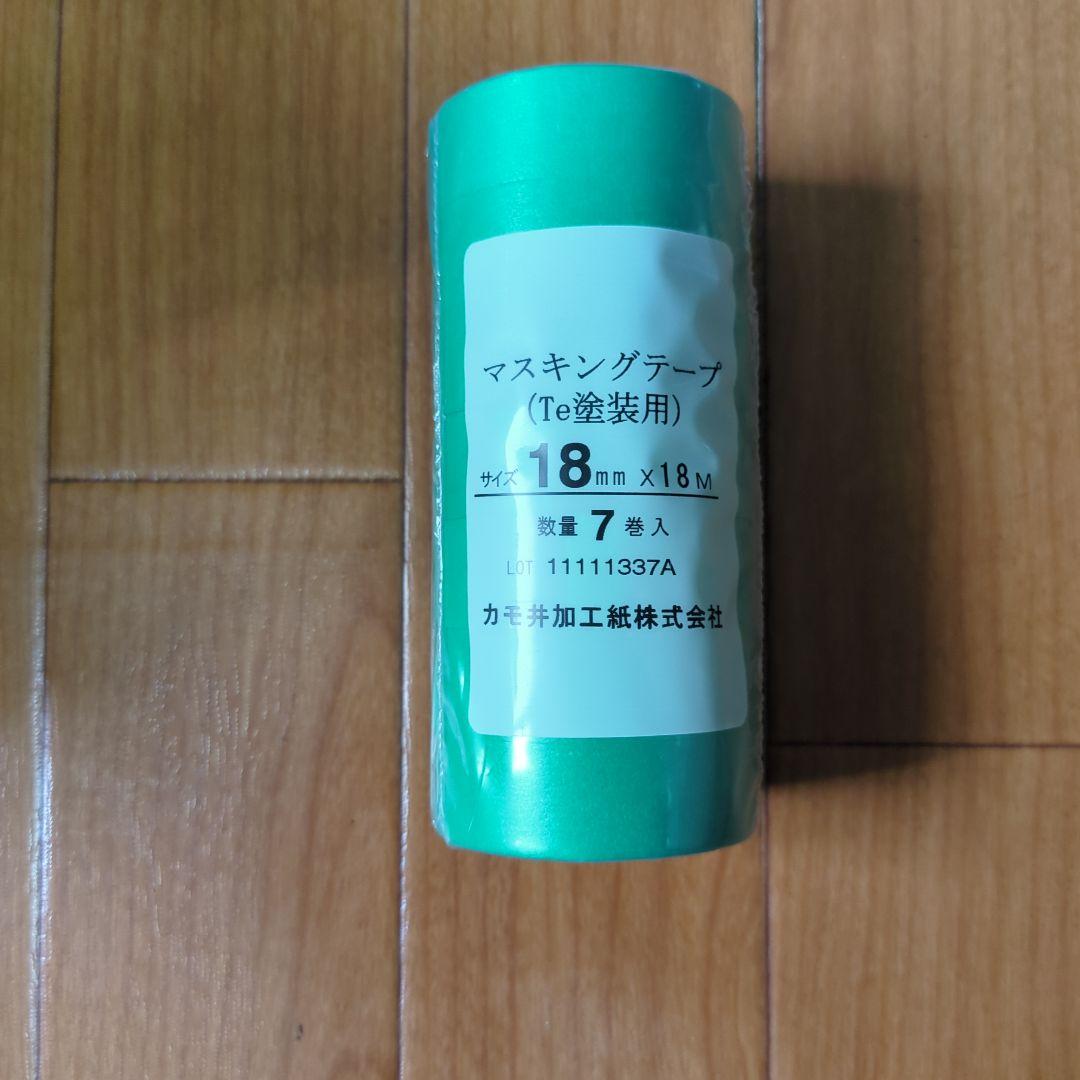 マスキングテープ
(Te塗装用)
サイズ 18mm X18M
数量 7 巻入
LOT 11111337A
カモ井加工紙株式会社